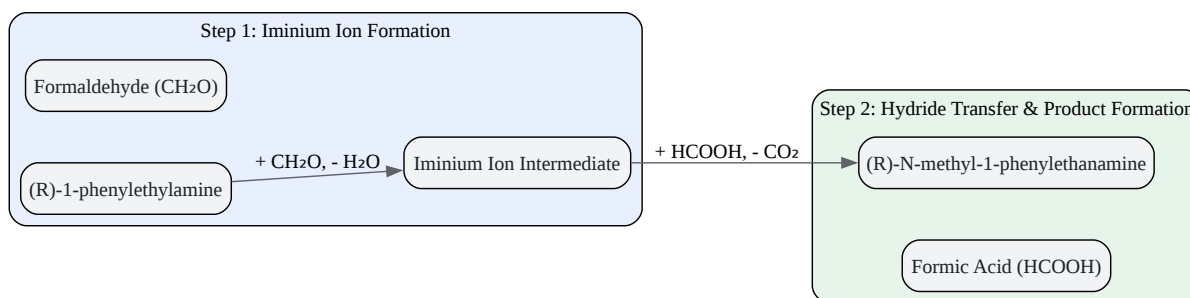 Step 1: Iminium Ion Formation
Formaldehyde (CH₂O)
(R)-1-phenylethylamine
+ CH₂O, - H₂O
Iminium Ion Intermediate
+ HCOOH, - CO₂
Step 2: Hydride Transfer & Product Formation
(R)-N-methyl-1-phenylethanamine
Formic Acid (HCOOH)